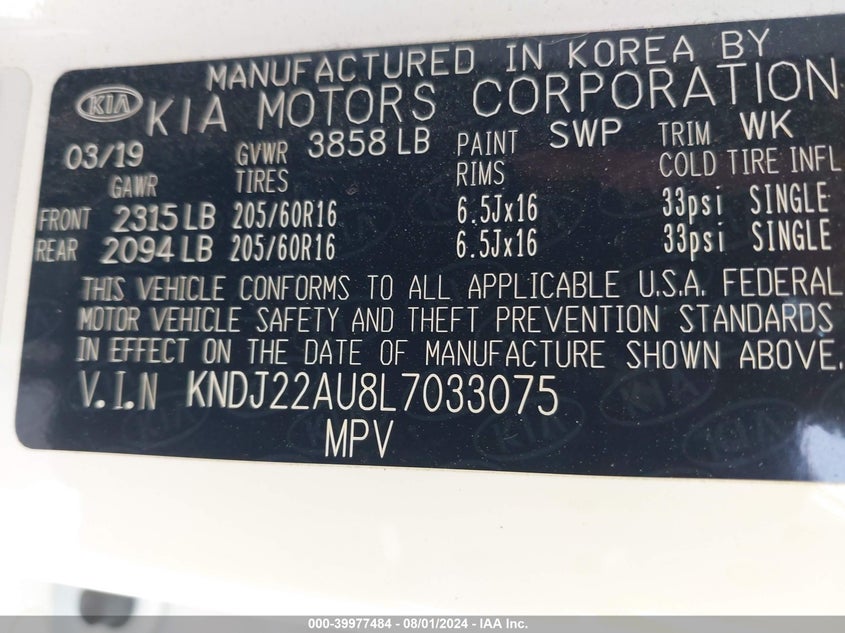 MANUFACTURED IN KOREA BY
KIA KIA MOTORS CORPORATION
03/19 GVWR 3858 LB PAINT SWP TRIM WK
GAWR TIRES RIMS COLD TIRE INFL
FRONT 2315 LB 205/60R16 6.5Jx16 33psi SINGLE
REAR 2094 LB 205/60R16 6.5Jx16 33psi SINGLE
THIS VEHICLE CONFORMS TO ALL APPLICABLE U.S.A. FEDERAL
MOTOR VEHICLE SAFETY AND THEFT PREVENTION STANDARDS
IN EFFECT ON THE DATE OF MANUFACTURE SHOWN ABOVE.
V.I.N KNDJ22AU8L7033075
MPV
000-39977484 - 08/01/2024 - IAA Inc.